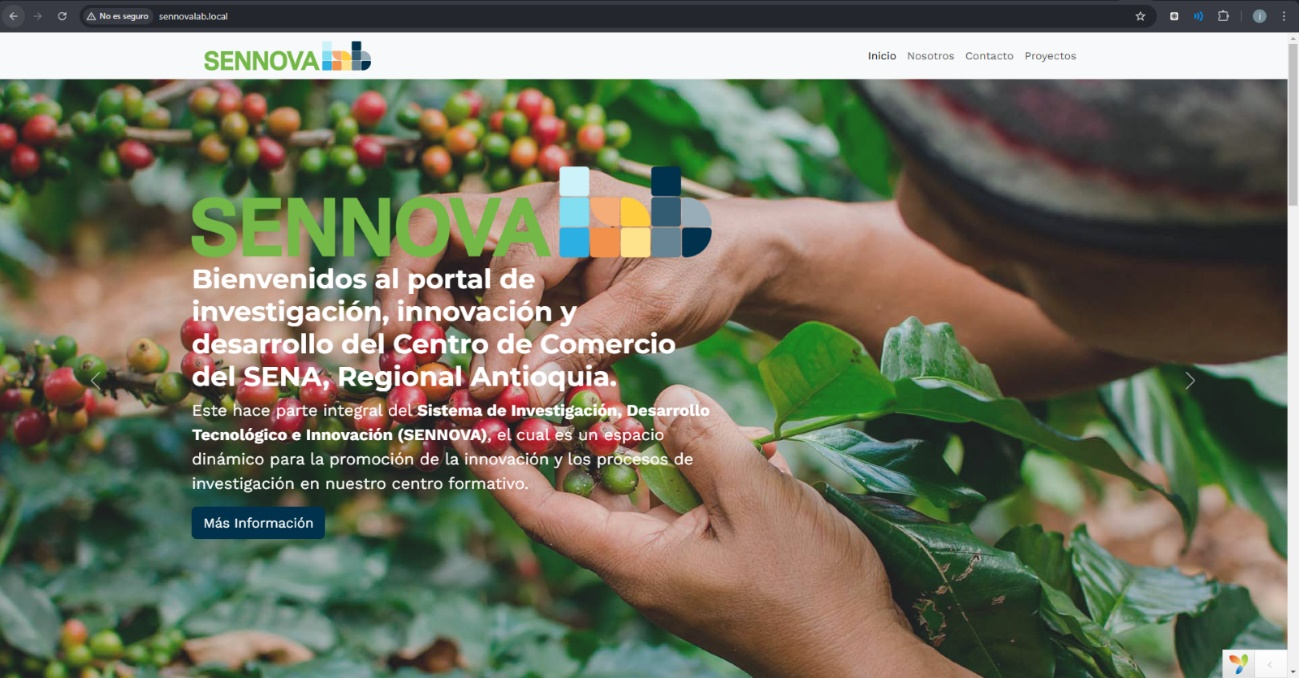 No es seguro sennovalab.local
SENNOVA
Inicio Nosotros Contacto Proyectos
SENNOVA
Bienvenidos al portal de
investigación, innovación y
desarrollo del Centro de Comercio
del SENA, Regional Antioquia.
Este hace parte integral del Sistema de Investigación, Desarrollo
Tecnológico e Innovación (SENNOVA), el cual es un espacio
dinámico para la promoción de la innovación y los procesos de
investigación en nuestro centro formativo.
Más Información